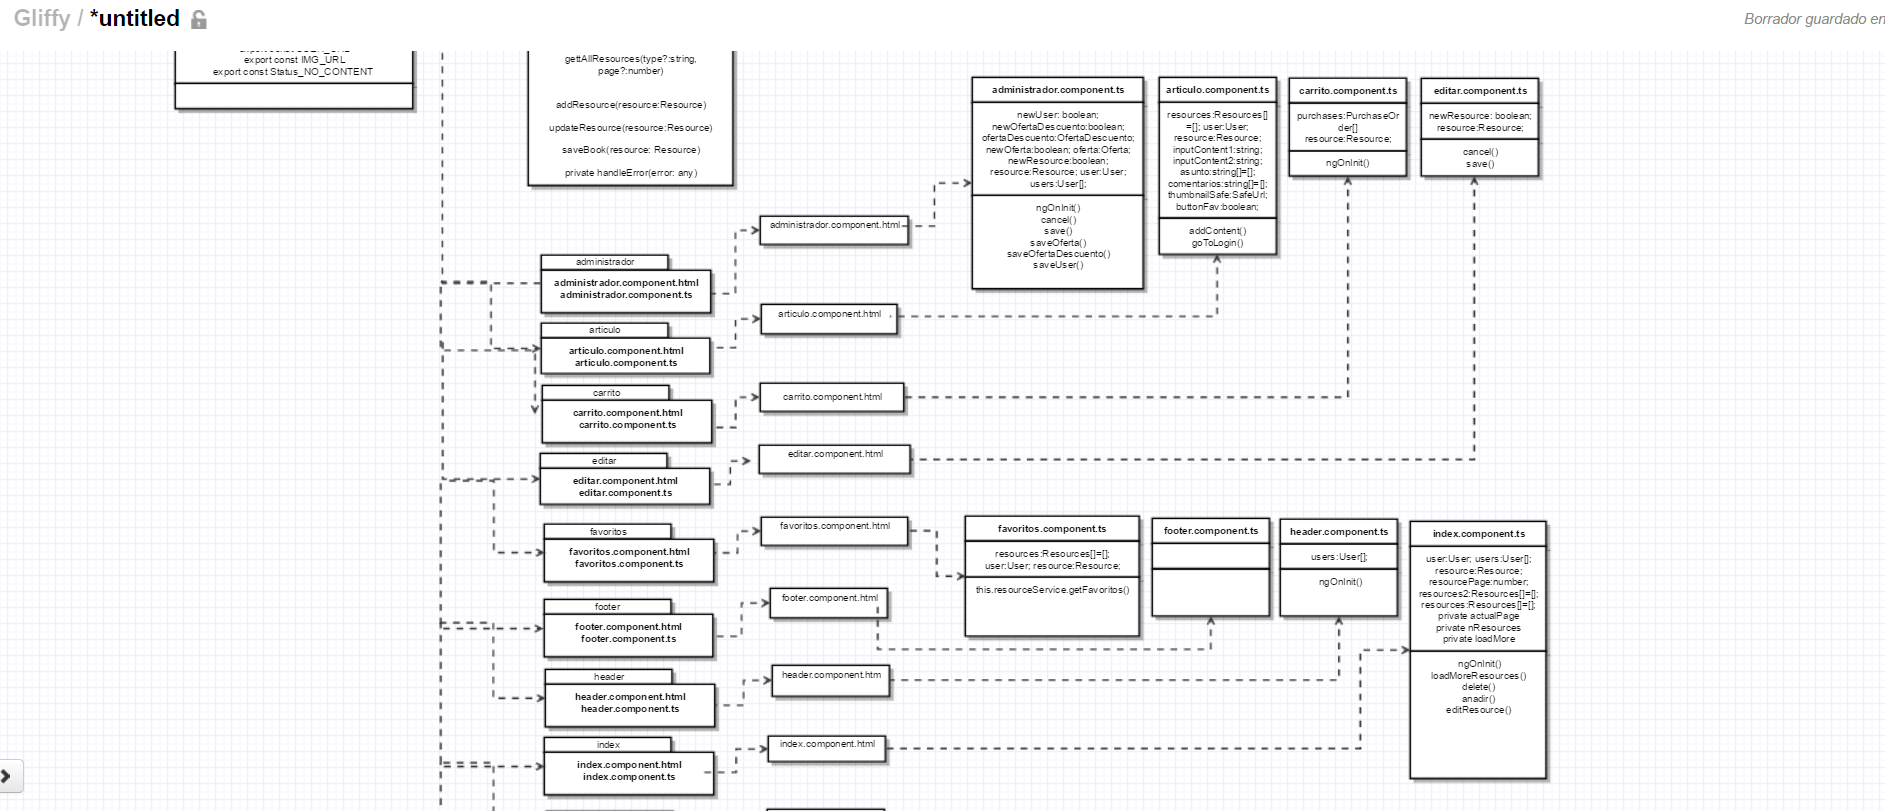 Gliffy / *untitled
Borrador guardado en
export const IMG_URL
export const Status_NO_CONTENT
gettAllResources(type?:string,
page?:number)
addResource(resource:Resource)
updateResource(resource:Resource)
saveBook(resource: Resource)
private handleError(error: any)
administrador.component.ts
newUser: boolean;
newOfertaDescuento:boolean;
ofertaDescuento:OfertaDescuento;
newOferta:boolean; oferta:Oferta;
newResource:boolean;
resource:Resource; user:User;
users:User[];
ngOnInit()
cancel()
save()
saveOferta()
saveOfertaDescuento()
saveUser()
articulo.component.ts
resources:Resources[]
=[]; user:User;
resource:Resource;
inputContent1:string;
inputContent2:string;
asunto:string[]=[];
comentarios:string[]=[];
thumbnailSafe:SafeUrl;
buttonFav:boolean;
addContent()
goToLogin()
carrito.component.ts
purchases:PurchaseOr
der[]
resource:Resource;
ngOnInit()
editar.component.ts
newResource: boolean;
resource:Resource;
cancel()
save()
administrador
administrador.component.html
administrador.component.ts
administrador.component.html
articulo
articulo.component.html
articulo.component.ts
articulo.component.html
carrito
carrito.component.html
carrito.component.ts
carrito.component.html
editar
editar.component.html
editar.component.ts
editar.component.html
favoritos
favoritos.component.html
favoritos.component.ts
favoritos.component.html
footer
footer.component.html
footer.component.ts
footer.component.html
header
header.component.html
header.component.ts
header.component.htm
index
index.component.html
index.component.ts
index.component.html
favoritos.component.ts
resources:Resources[]=[];
user:User; resource:Resource;
this.resourceService.getFavoritos()
footer.component.ts
header.component.ts
users:User[];
ngOnInit()
index.component.ts
user:User; users:User[];
resource:Resource;
resourcePage:number;
resources2:Resources[]=[];
resources:Resources[]=[];
private actualPage
private nResources
private loadMore
ngOnInit()
loadMoreResources()
delete()
anadir()
editResource()